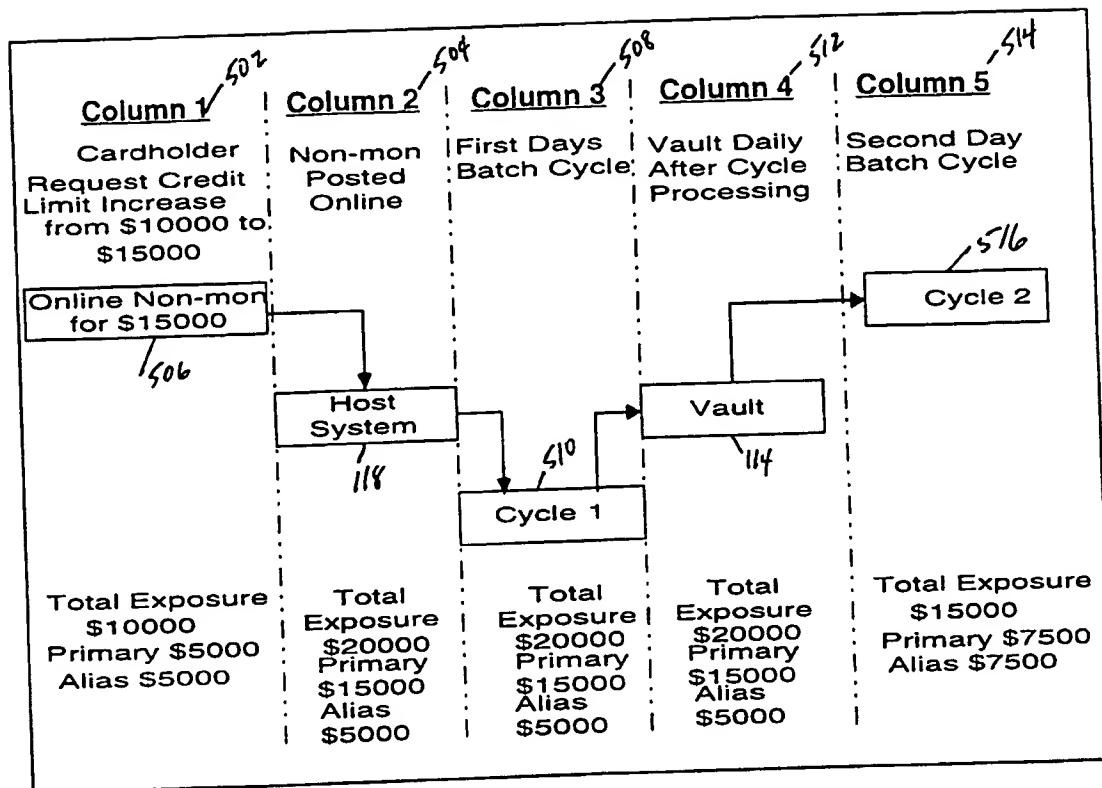 502
Column 1
Cardholder
Request Credit
Limit Increase
from $10000 to
$15000
Online Non-mon
for $15000
506
Total Exposure
$10000
Primary $5000
Alias $5000
504
Column 2
Non-mon
Posted
Online
Host
System
118
Total
Exposure
$20000
Primary
$15000
Alias
$5000
508
Column 3
First Days
Batch Cycle
510
Cycle 1
Total
Exposure
$20000
Primary
$15000
Alias
$5000
512
Column 4
Vault Daily
After Cycle
Processing
Vault
114
Total
Exposure
$20000
Primary
$15000
Alias
$5000
514
Column 5
Second Day
Batch Cycle
516
Cycle 2
Total Exposure
$15000
Primary $7500
Alias $7500